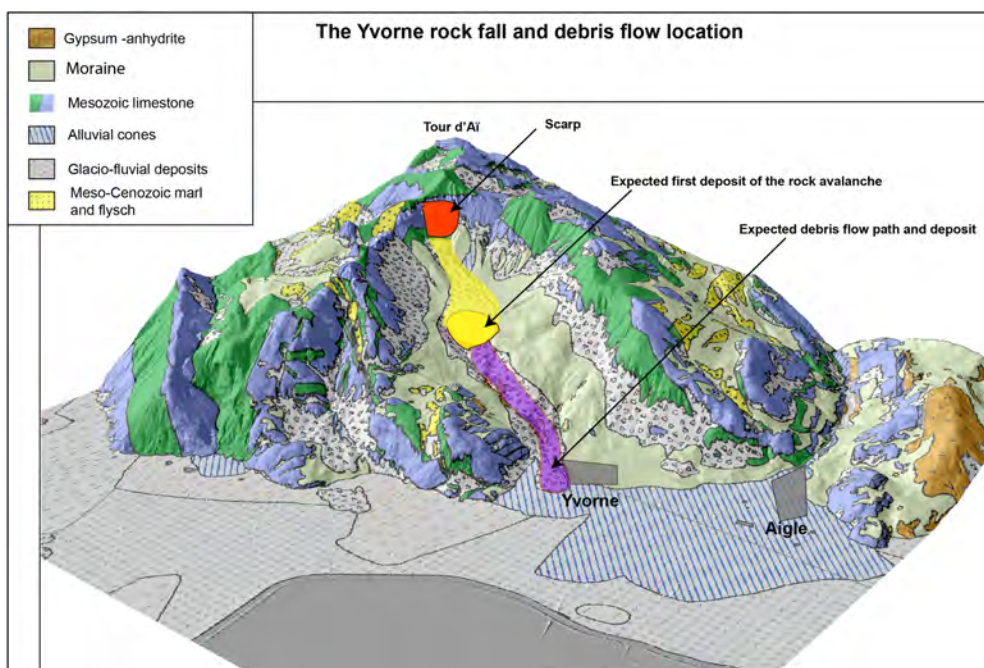 The Yvorne rock fall and debris flow location
Gypsum -anhydrite
Moraine
Mesozoic limestone
Alluvial cones
Glacio-fluvial deposits
Meso-Cenozoic marl
and flysch
Tour d'Aï
Scarp
Expected first deposit of the rock avalanche
Expected debris flow path and deposit
Yvorne
Aigle